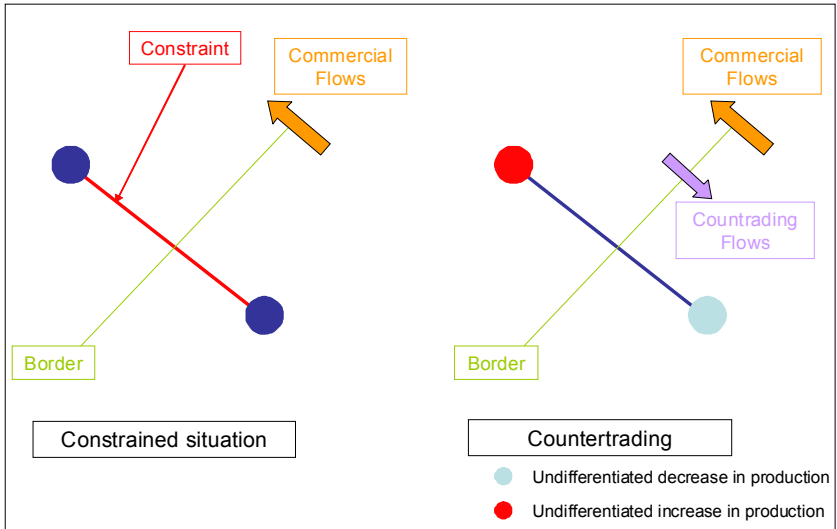 Constraint
Commercial
Flows
Border
Constrained situation
Commercial
Flows
Countrading
Flows
Border
Countertrading
Undifferentiated decrease in production
Undifferentiated increase in production